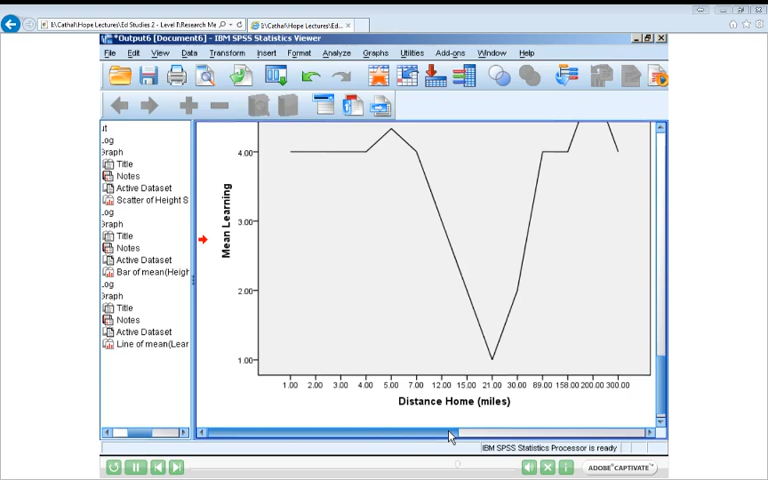 E:\Cathal\Hope Lectures\Ed Studies 2 - Level I\Research Me
E:\Cathal\Hope Lectures\Ed St...
*Output6 [Document6] - IBM SPSS Statistics Viewer
File Edit View Data Transform Insert Format Analyze Graphs Utilities Add-ons Window Help
Log
Graph
Title
Notes
Active Dataset
Scatter of Height S
Log
Graph
Title
Notes
Active Dataset
Bar of mean(Heigh
Log
Graph
Title
Notes
Active Dataset
Line of mean(Lear
4.00
3.00
2.00
1.00
Mean Learning
1.00 2.00 3.00 4.00 5.00 7.00 12.00 15.00 21.00 30.00 89.00 158.00 200.00 300.00
Distance Home (miles)
IBM SPSS Statistics Processor is ready
ADOBE® CAPTIVATE™